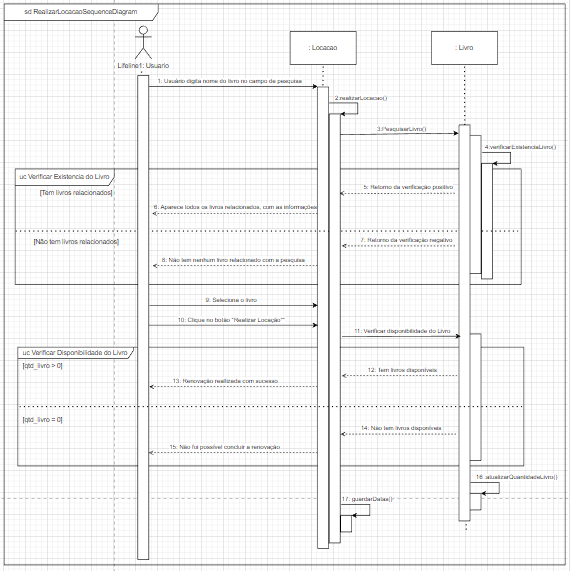 sd RealizarLocacaoSequenceDiagram
Lifeline1: Usuario
: Locacao
: Livro
1: Usuário digita nome do livro no campo de pesquisa
2.realizarLocacao()
3.PesquisarLivro()
4.verificarExistenciaLivro()
uc Verificar Existencia do Livro
[Tem livros relacionados]
5: Retorno da verificação positivo
6: Aparece todos os livros relacionados, com as informações
[Não tem livros relacionados]
7: Retorno da verificação negativo
8: Não tem nenhum livro relacionado com a pesquisa
9: Seleciona o livro
10: Clique no botão "Realizar Locação"
11: Verificar disponibilidade do Livro
uc Verificar Disponibilidade do Livro
[qtd_livro > 0]
12: Tem livros disponíveis
13: Renovação realizada com sucesso
[qtd_livro = 0]
14: Não tem livros disponíveis
15: Não foi possível concluir a renovação
16: atualizarQuantidadeLivro()
17: guardarDatas()